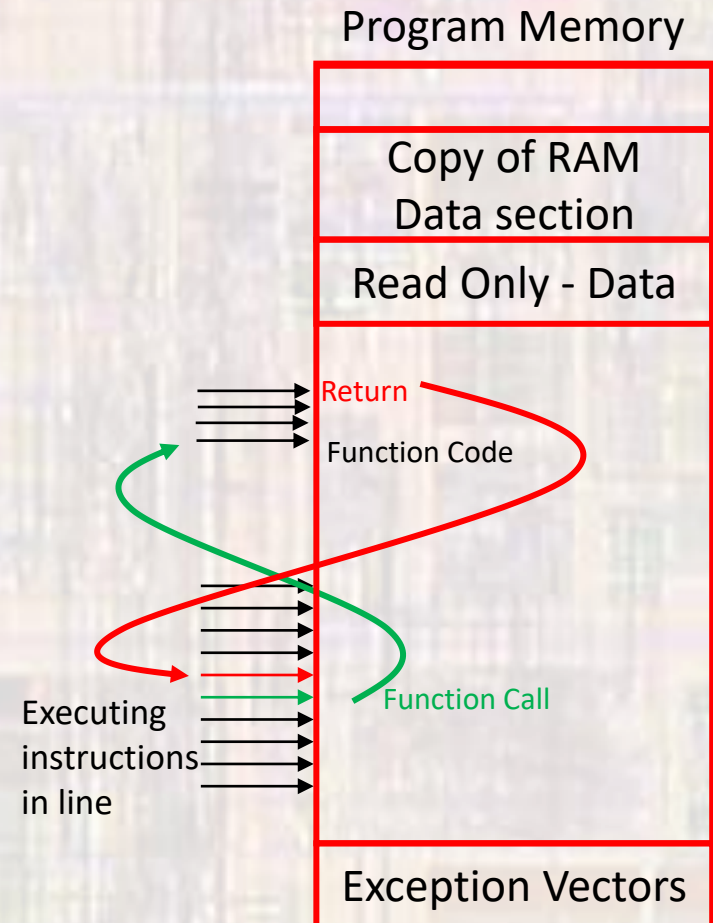 Program Memory
Copy of RAM
Data section
Read Only - Data
Return
Function Code
Function Call
Executing
instructions
in line
Exception Vectors